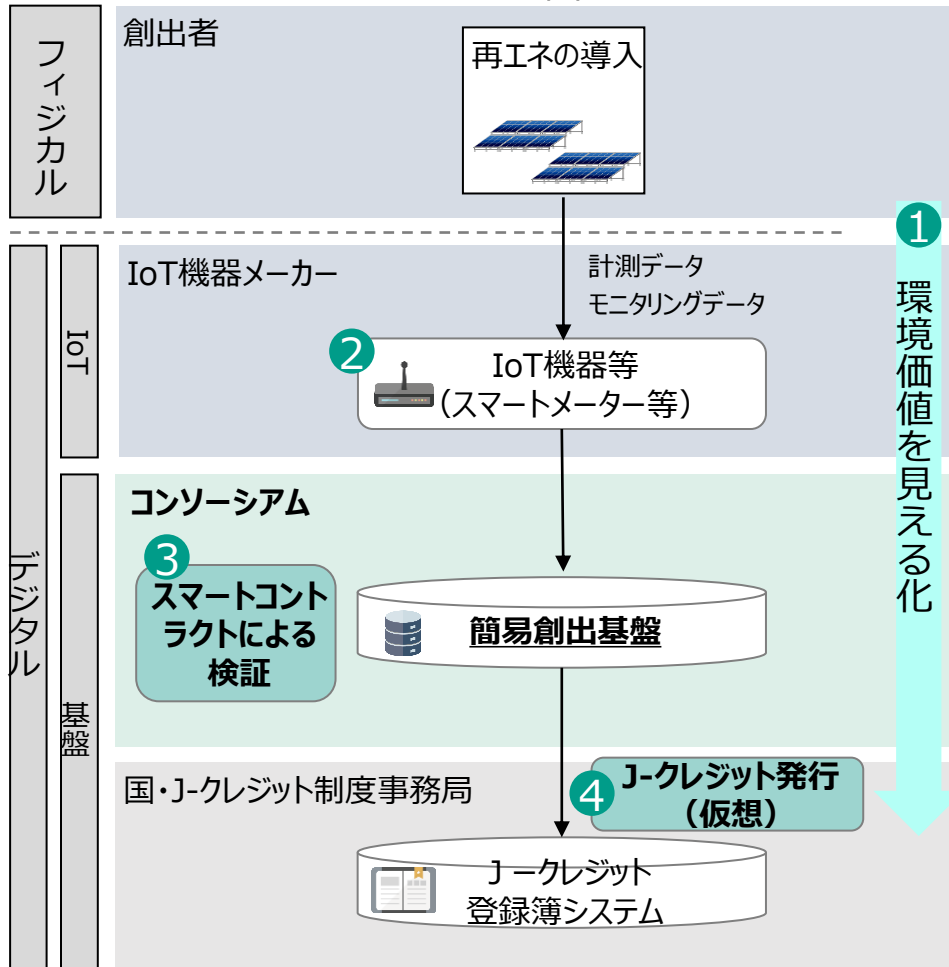 フィジカル
創出者
再エネの導入
1
環境価値を見える化
デジタル
IoT
IoT機器メーカー
計測データ
モニタリングデータ
2
IoT機器等
（スマートメーター等）
基盤
コンソーシアム
3
スマートコント
ラクトによる
検証
簡易創出基盤
国・J-クレジット制度事務局
4
J-クレジット発行
（仮想）
J－クレジット
登録簿システム